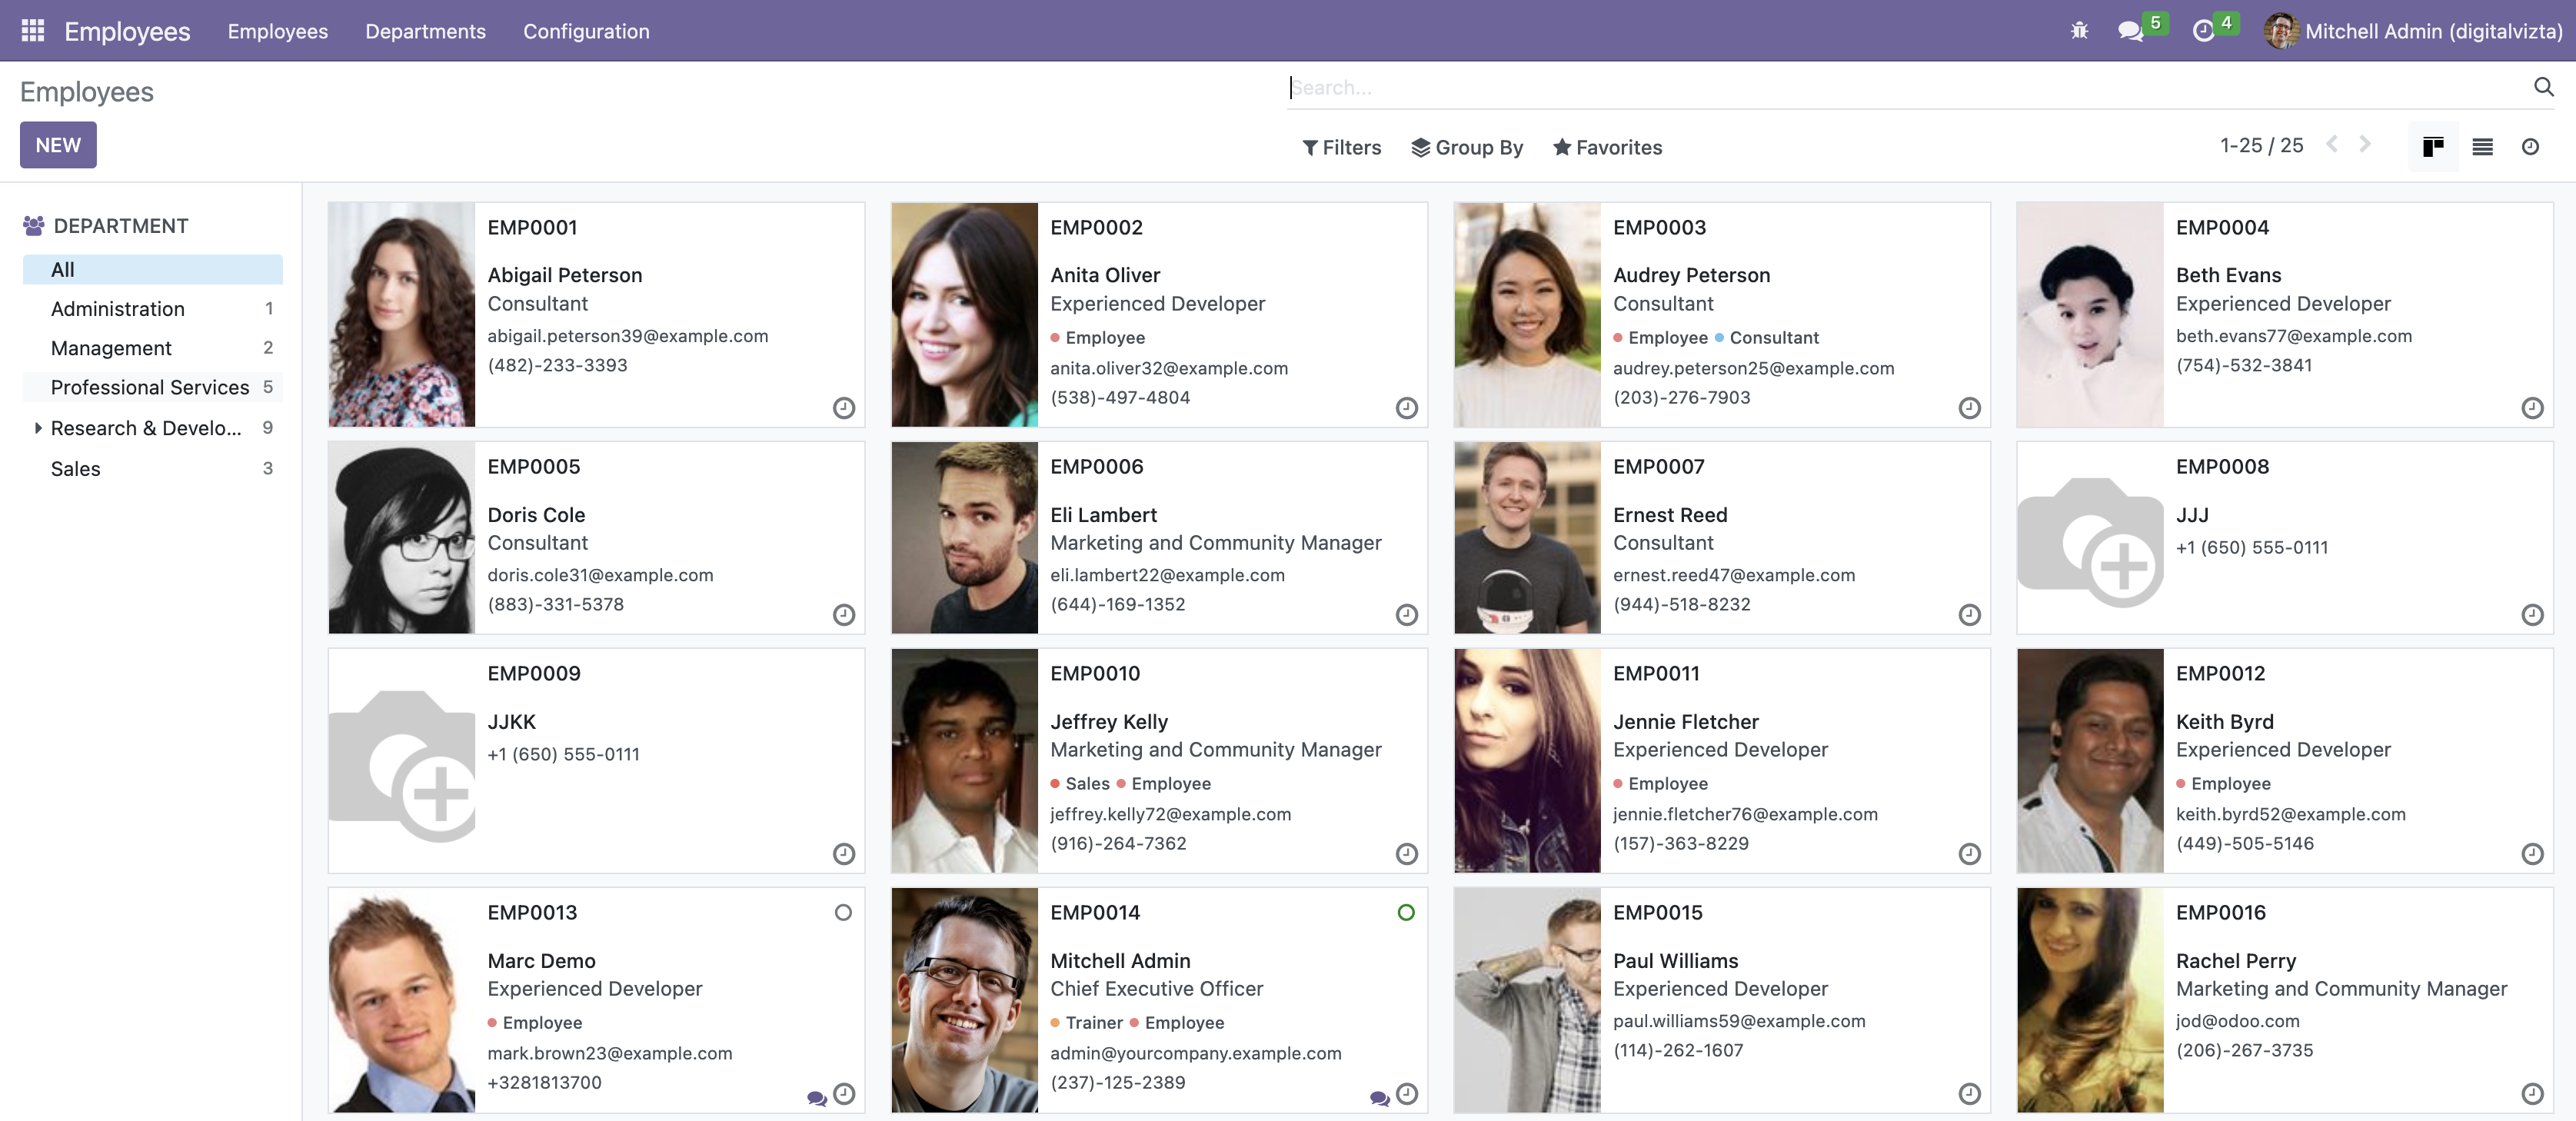 Employees Employees Departments Configuration 5 4 Mitchell Admin (digitalvizta)
Employees
Search...
NEW
Filters Group By Favorites 1-25 / 25
DEPARTMENT
All
Administration 1
Management 2
Professional Services 5
Research & Develo... 9
Sales 3
EMP0001
Abigail Peterson
Consultant
abigail.peterson39@example.com
(482)-233-3393
EMP0002
Anita Oliver
Experienced Developer
Employee
anita.oliver32@example.com
(538)-497-4804
EMP0003
Audrey Peterson
Consultant
Employee Consultant
audrey.peterson25@example.com
(203)-276-7903
EMP0004
Beth Evans
Experienced Developer
beth.evans77@example.com
(754)-532-3841
EMP0005
Doris Cole
Consultant
doris.cole31@example.com
(883)-331-5378
EMP0006
Eli Lambert
Marketing and Community Manager
eli.lambert22@example.com
(644)-169-1352
EMP0007
Ernest Reed
Consultant
ernest.reed47@example.com
(944)-518-8232
EMP0008
JJJ
+1 (650) 555-0111
EMP0009
JJKK
+1 (650) 555-0111
EMP0010
Jeffrey Kelly
Marketing and Community Manager
Sales Employee
jeffrey.kelly72@example.com
(916)-264-7362
EMP0011
Jennie Fletcher
Experienced Developer
Employee
jennie.fletcher76@example.com
(157)-363-8229
EMP0012
Keith Byrd
Experienced Developer
Employee
keith.byrd52@example.com
(449)-505-5146
EMP0013
Marc Demo
Experienced Developer
Employee
mark.brown23@example.com
+3281813700
EMP0014
Mitchell Admin
Chief Executive Officer
Trainer Employee
admin@yourcompany.example.com
(237)-125-2389
EMP0015
Paul Williams
Experienced Developer
paul.williams59@example.com
(114)-262-1607
EMP0016
Rachel Perry
Marketing and Community Manager
jod@odoo.com
(206)-267-3735